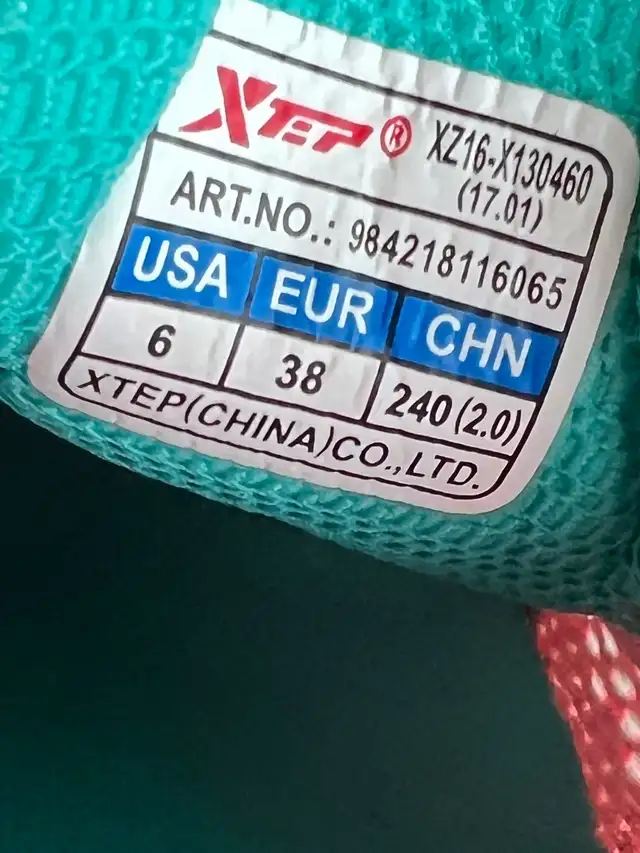 XTEP® XZ16-X130460
(17.01)
ART.NO.: 984218116065
USA EUR CHN
6 38 240(2.0)
XTEP(CHINA)CO.,LTD.